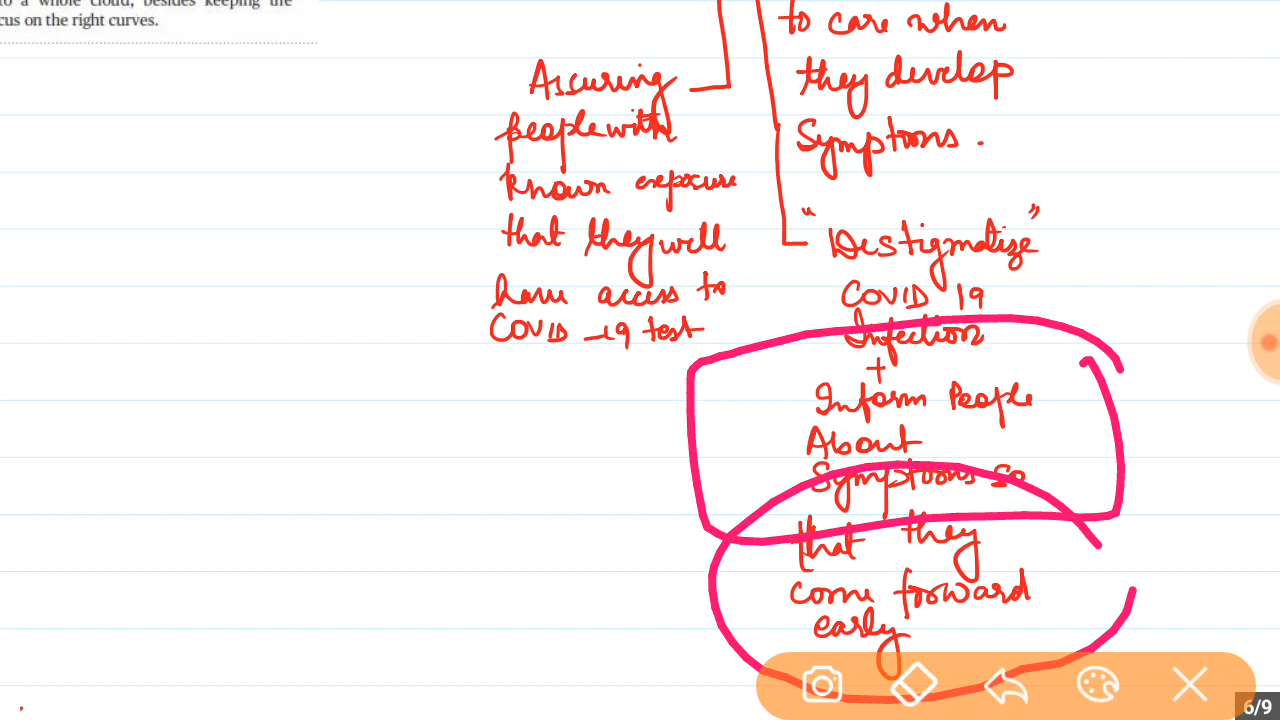 to a whole cloud, besides keeping the
cus on the right curves.
to care when
they develop
Symptoms.
Assuring
people with
known exposure
that they will
have access to
COVID -19 test
"Destigmatize"
COVID 19
Infection
+
Inform People
About
Symptoms so
that they
come forward
early
6/9